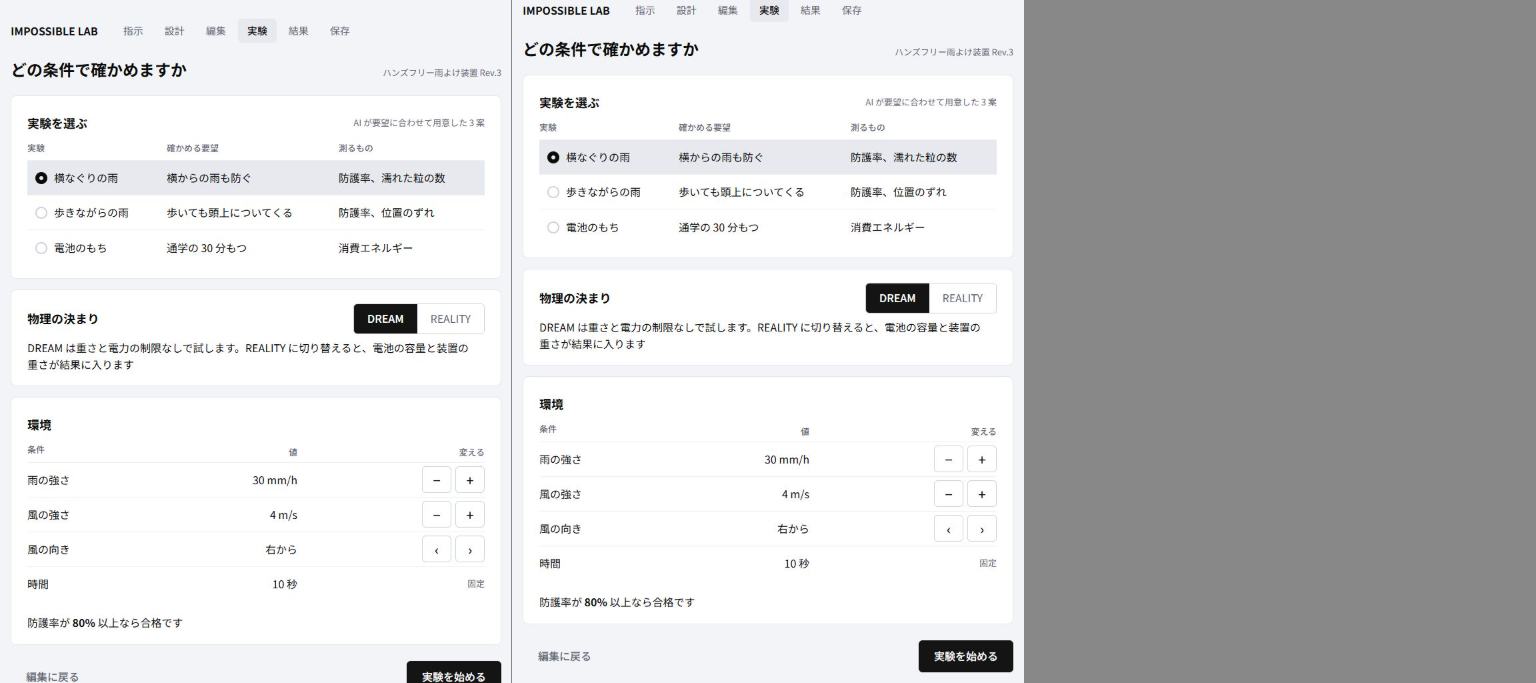 IMPOSSIBLE LAB 指示 設計 編集 実験 結果 保存
どの条件で確かめますか ハンズフリー雨よけ装置 Rev.3
実験を選ぶ AI が要望に合わせて用意した 3 案
実験 確かめる要望 測るもの
横なぐりの雨 横からの雨も防ぐ 防護率、濡れた粒の数
歩きながらの雨 歩いても頭上についてくる 防護率、位置のずれ
電池のもち 通学の 30 分もつ 消費エネルギー
物理の決まり DREAM REALITY
DREAM は重さと電力の制限なしで試します。REALITY に切り替えると、電池の容量と装置の
重さが結果に入ります
環境
条件 値 変える
雨の強さ 30 mm/h − +
風の強さ 4 m/s − +
風の向き 右から ‹ ›
時間 10 秒 固定
防護率が 80% 以上なら合格です
編集に戻る 実験を始める
IMPOSSIBLE LAB 指示 設計 編集 実験 結果 保存
どの条件で確かめますか ハンズフリー雨よけ装置 Rev.3
実験を選ぶ AI が要望に合わせて用意した 3 案
実験 確かめる要望 測るもの
横なぐりの雨 横からの雨も防ぐ 防護率、濡れた粒の数
歩きながらの雨 歩いても頭上についてくる 防護率、位置のずれ
電池のもち 通学の 30 分もつ 消費エネルギー
物理の決まり DREAM REALITY
DREAM は重さと電力の制限なしで試します。REALITY に切り替えると、電池の容量と装置の
重さが結果に入ります
環境
条件 値 変える
雨の強さ 30 mm/h − +
風の強さ 4 m/s − +
風の向き 右から ‹ ›
時間 10 秒 固定
防護率が 80% 以上なら合格です
編集に戻る 実験を始める